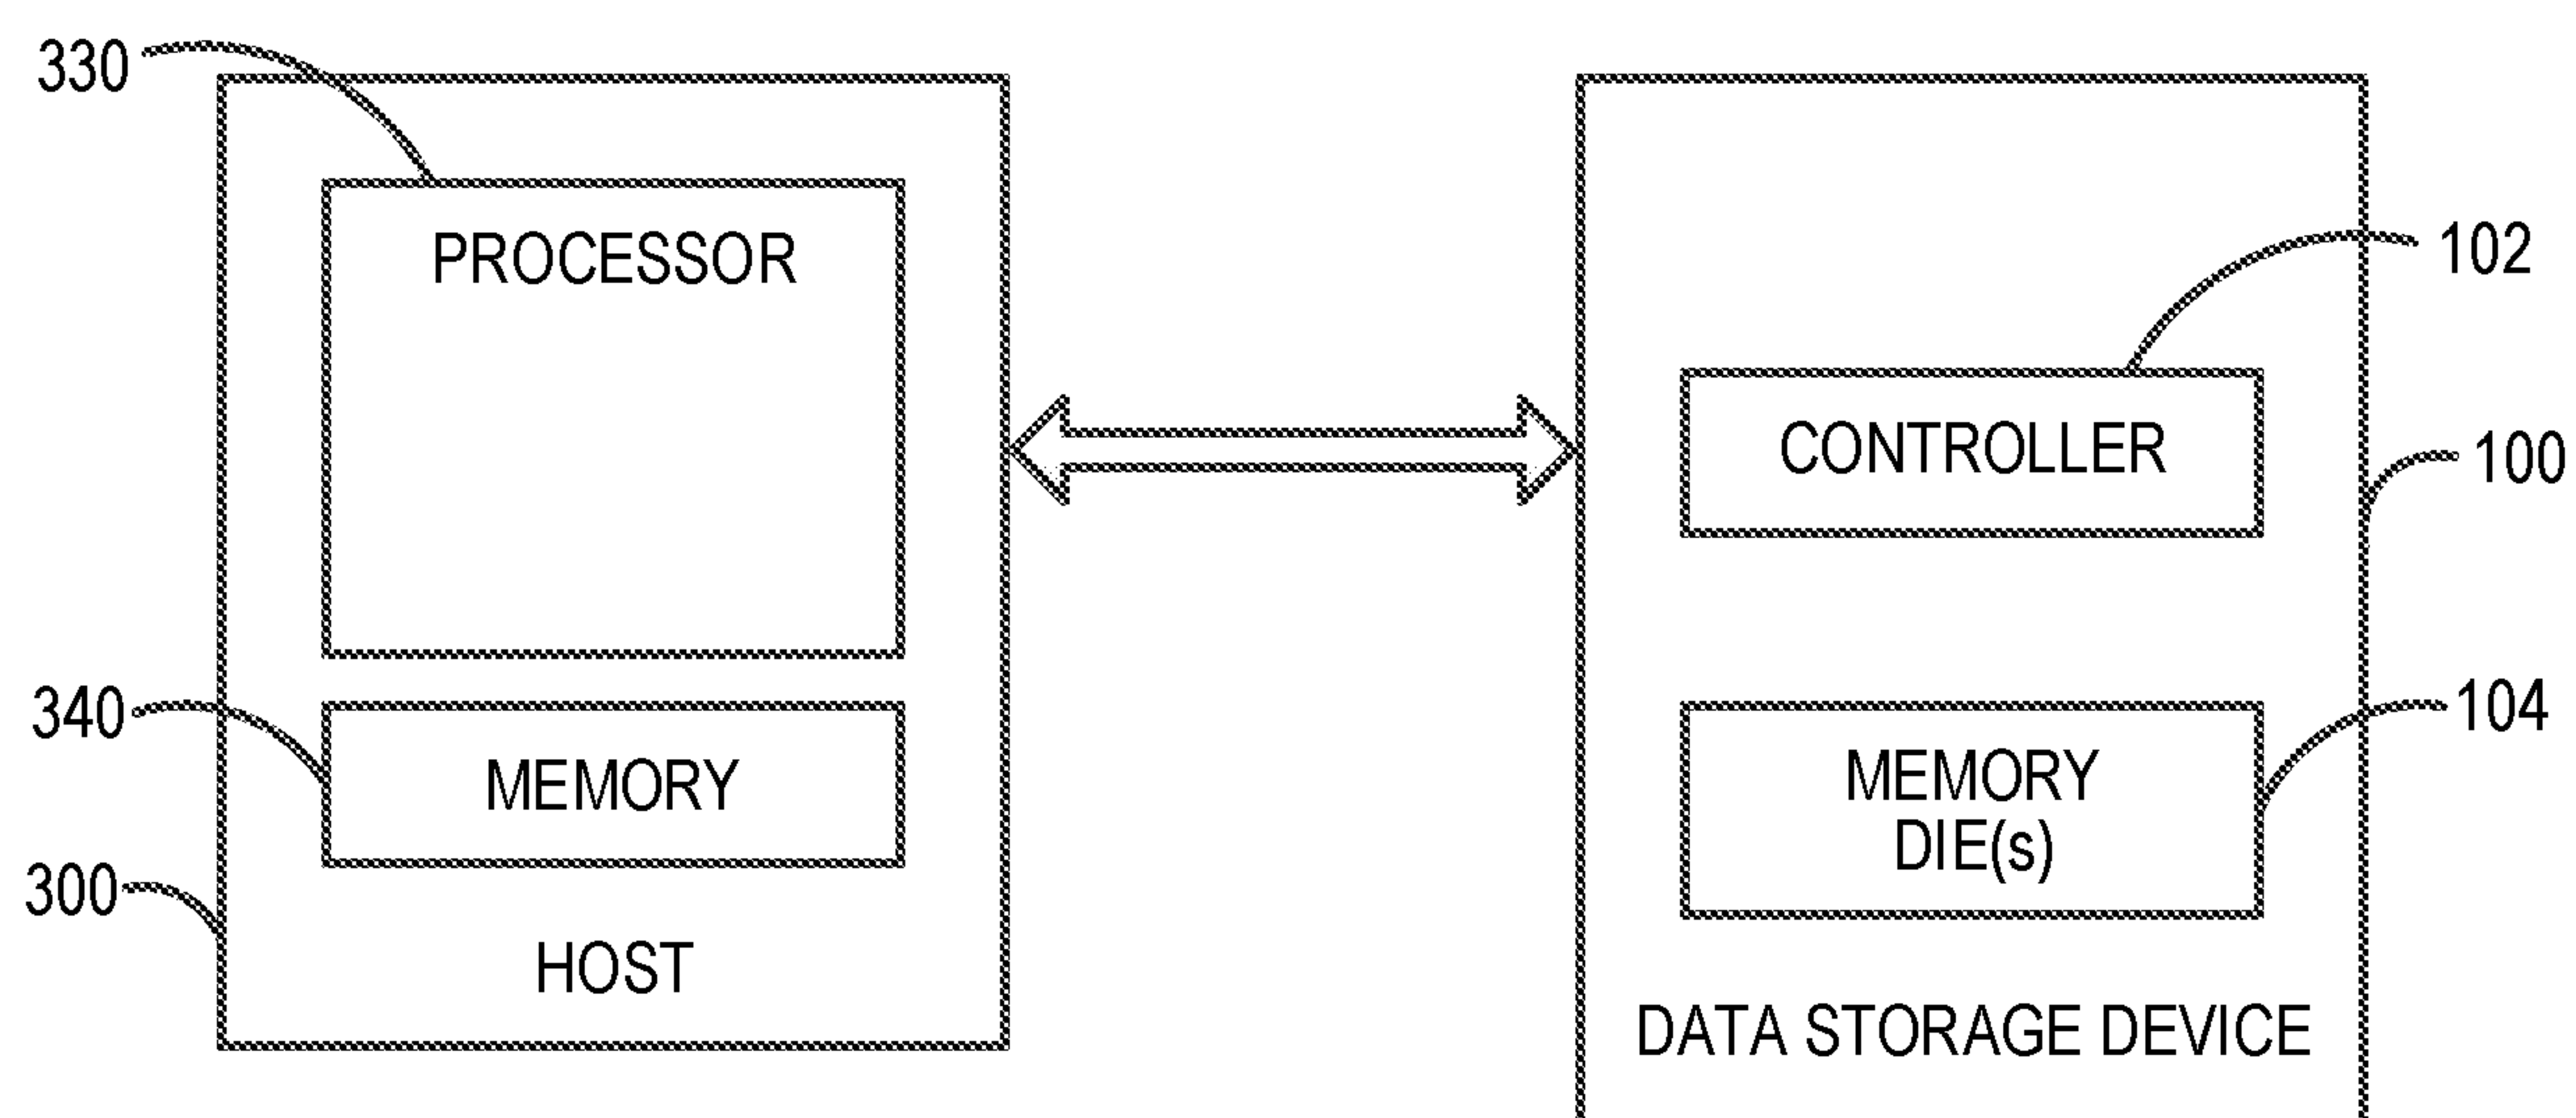 330
PROCESSOR
340
MEMORY
300
HOST
102
CONTROLLER
100
104
MEMORY
DIE(s)
DATA STORAGE DEVICE